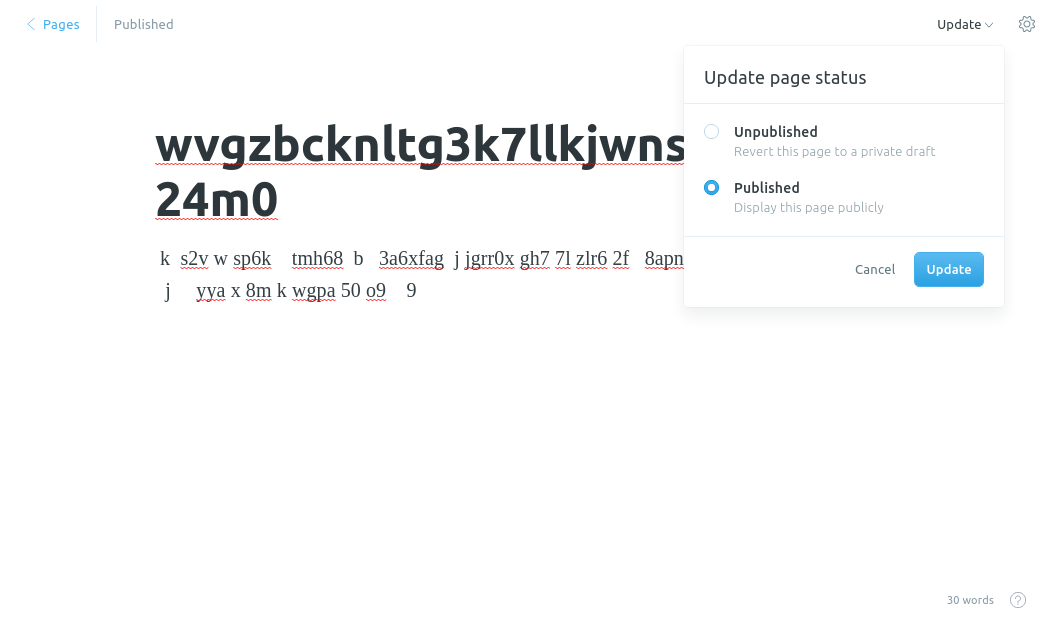 Pages
Published
Update
Update page status
Unpublished
Revert this page to a private draft
Published
Display this page publicly
Cancel
Update
wvgzbcknltg3k7llkjwns
24m0
k s2v w sp6k tmh68 b 3a6xfag j jgrr0x gh7 7l zlr6 2f 8apn
j yya x 8m k wgpa 50 o9 9
30 words
?